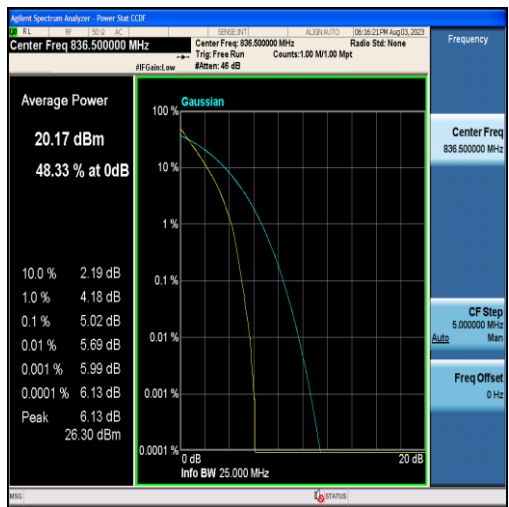 Agilent Spectrum Analyzer - Power Stat CCDF
RL RF 50 Ω AC SENSE:INT ALIGN AUTO 06:16:21 PM Aug 03, 2023
Center Freq 836.500000 MHz
Center Freq: 836.500000 MHz Radio Std: None
Trig: Free Run Counts:1.00 M/1.00 Mpt
#IFGain:Low #Atten: 46 dB
Frequency
Average Power
20.17 dBm
48.33 % at 0dB
10.0 % 2.19 dB
1.0 % 4.18 dB
0.1 % 5.02 dB
0.01 % 5.69 dB
0.001 % 5.99 dB
0.0001 % 6.13 dB
Peak 6.13 dB
26.30 dBm
Gaussian
100 %
10 %
1 %
0.1 %
0.01 %
0.001 %
0.0001 %
0 dB 20 dB
Info BW 25.000 MHz
Center Freq
836.500000 MHz
CF Step
5.000000 MHz
Auto Man
Freq Offset
0 Hz
MSG STATUS